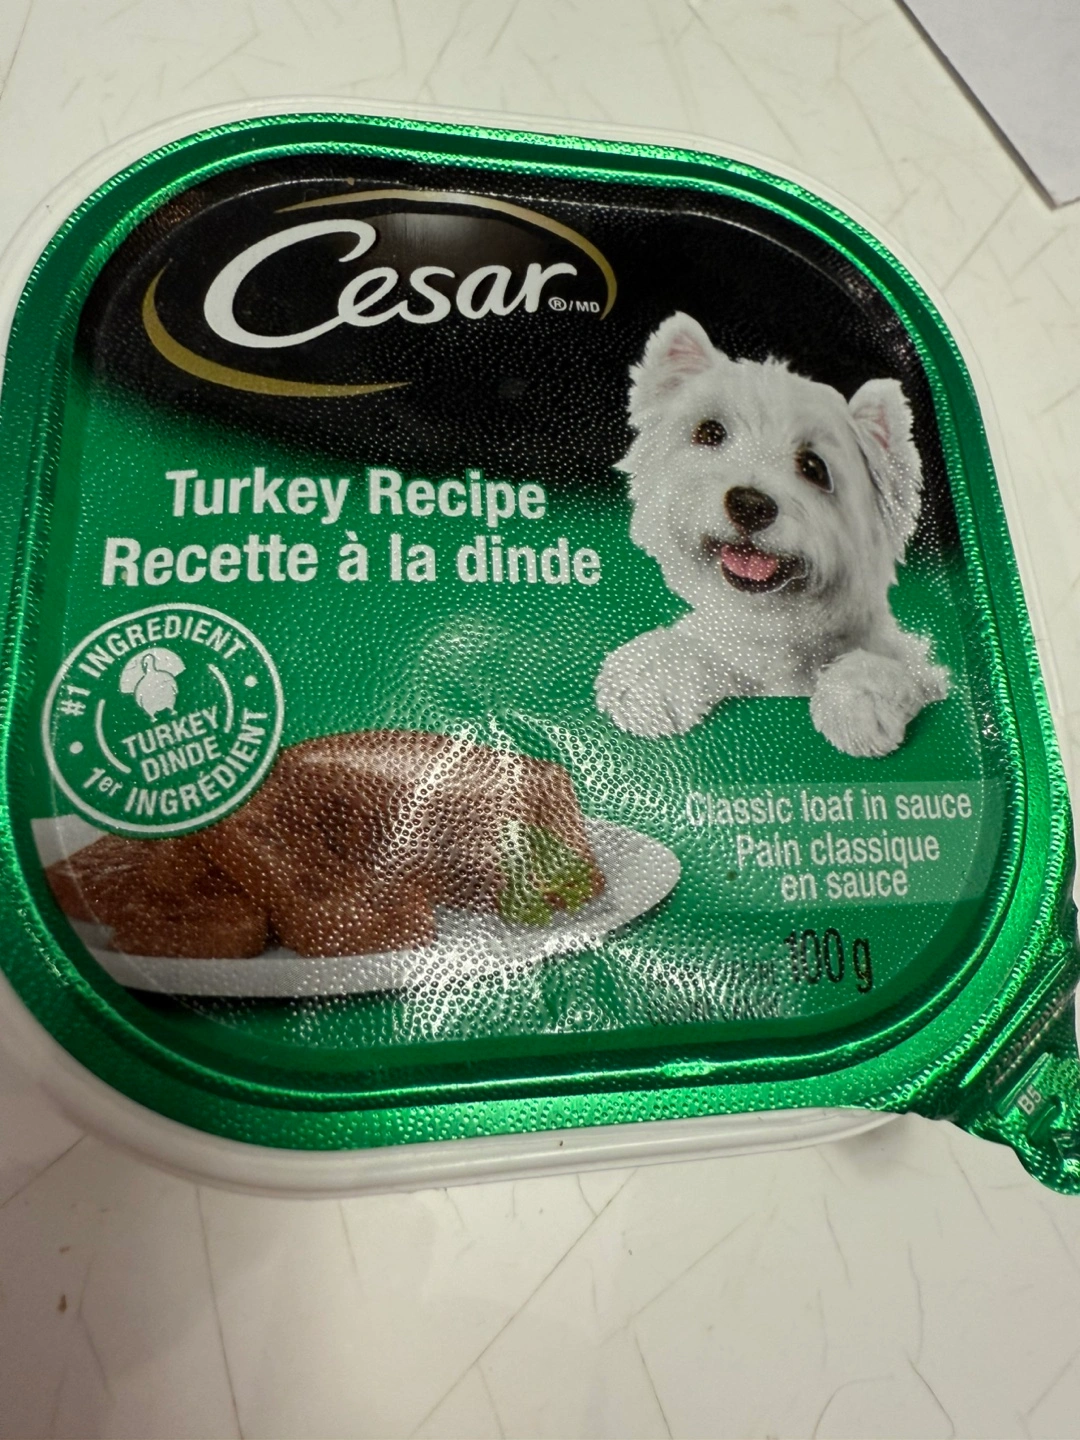 Cesar ®/MD
Turkey Recipe
Recette à la dinde
#1 INGREDIENT
TURKEY
DINDE
1er INGRÉDIENT
Classic loaf in sauce
Pain classique
en sauce
100 g
B5